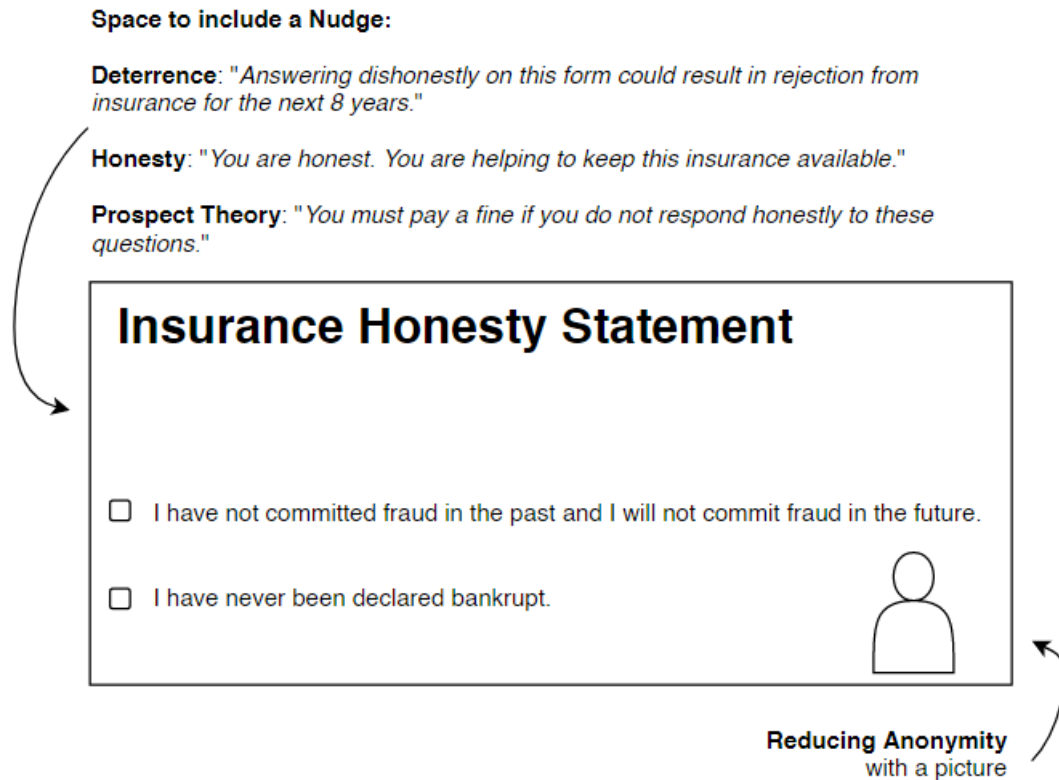 Space to include a Nudge:
Deterrence: "Answering dishonestly on this form could result in rejection from
insurance for the next 8 years."
Honesty: "You are honest. You are helping to keep this insurance available."
Prospect Theory: "You must pay a fine if you do not respond honestly to these
questions."
Insurance Honesty Statement
I have not committed fraud in the past and I will not commit fraud in the future.
I have never been declared bankrupt.
Reducing Anonymity
with a picture